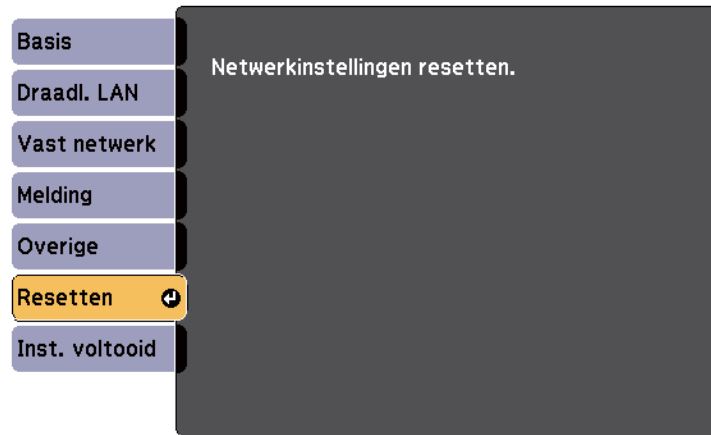 Basis
Draadl. LAN
Vast netwerk
Melding
Overige
Resetten
Inst. voltooid
Netwerkinstellingen resetten.